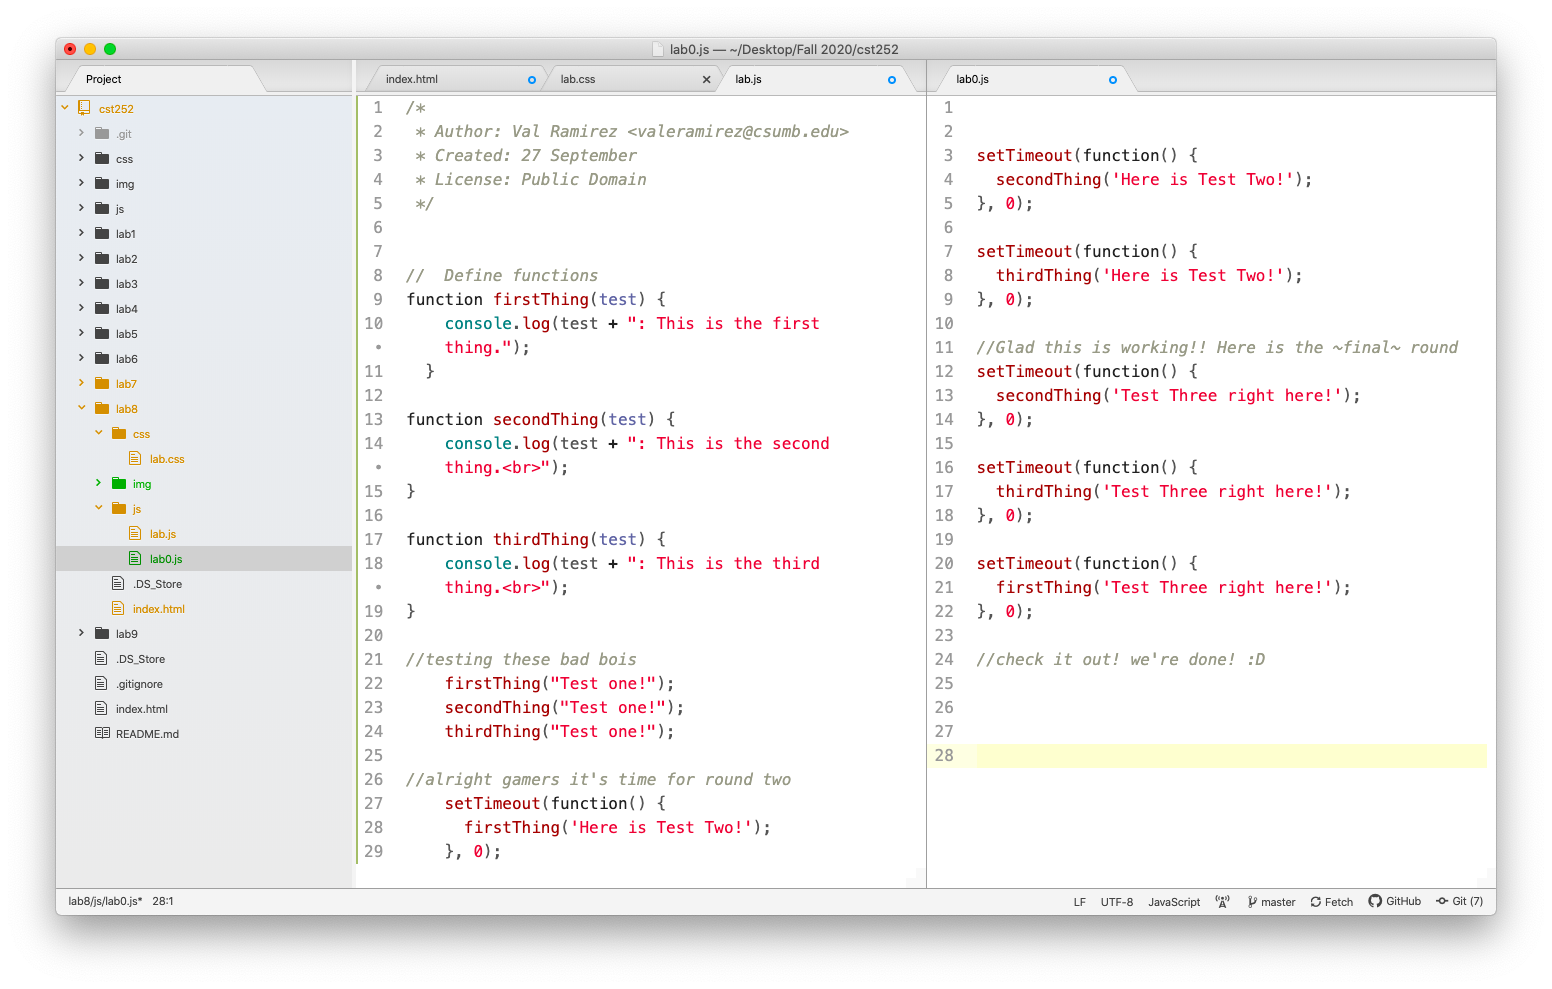 lab0.js — ~/Desktop/Fall 2020/cst252
Project
index.html
lab.css
lab.js
lab0.js
cst252
.git
css
img
js
lab1
lab2
lab3
lab4
lab5
lab6
lab7
lab8
css
lab.css
img
js
lab.js
lab0.js
.DS_Store
index.html
lab9
.DS_Store
.gitignore
index.html
README.md
1 /*
2  * Author: Val Ramirez <valeramirez@csumb.edu>
3  * Created: 27 September
4  * License: Public Domain
5  */
6
7
8 //  Define functions
9 function firstThing(test) {
10     console.log(test + ": This is the first
•     thing.");
11   }
12
13 function secondThing(test) {
14     console.log(test + ": This is the second
•     thing.<br>");
15 }
16
17 function thirdThing(test) {
18     console.log(test + ": This is the third
•     thing.<br>");
19 }
20
21 //testing these bad bois
22     firstThing("Test one!");
23     secondThing("Test one!");
24     thirdThing("Test one!");
25
26 //alright gamers it's time for round two
27     setTimeout(function() {
28       firstThing('Here is Test Two!');
29     }, 0);
1
2
3 setTimeout(function() {
4   secondThing('Here is Test Two!');
5 }, 0);
6
7 setTimeout(function() {
8   thirdThing('Here is Test Two!');
9 }, 0);
10
11 //Glad this is working!! Here is the ~final~ round
12 setTimeout(function() {
13   secondThing('Test Three right here!');
14 }, 0);
15
16 setTimeout(function() {
17   thirdThing('Test Three right here!');
18 }, 0);
19
20 setTimeout(function() {
21   firstThing('Test Three right here!');
22 }, 0);
23
24 //check it out! we're done! :D
25
26
27
28
lab8/js/lab0.js* 28:1
LF UTF-8 JavaScript master Fetch GitHub Git (7)